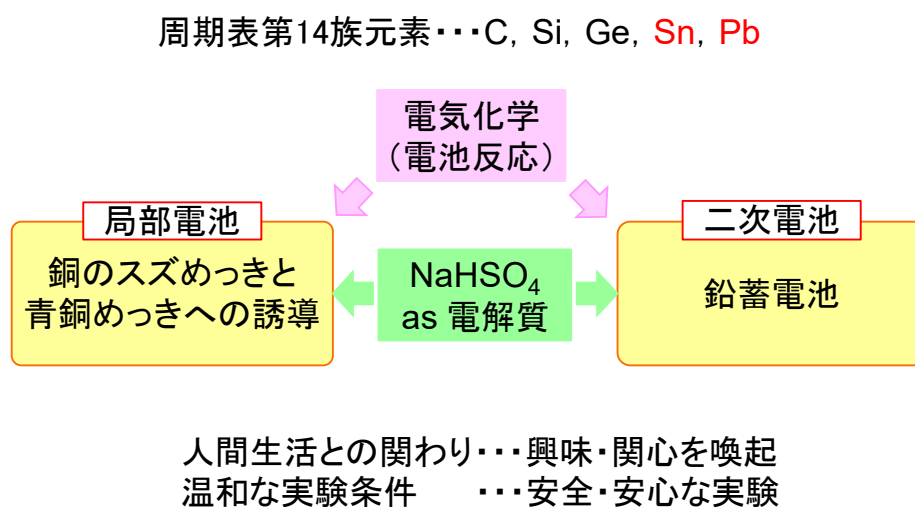 周期表第14族元素･･･C, Si, Ge, Sn, Pb
電気化学
（電池反応）
局部電池
銅のスズめっきと
青銅めっきへの誘導
NaHSO₄
as 電解質
二次電池
鉛蓄電池
人間生活との関わり･･･興味･関心を喚起
温和な実験条件　　･･･安全･安心な実験